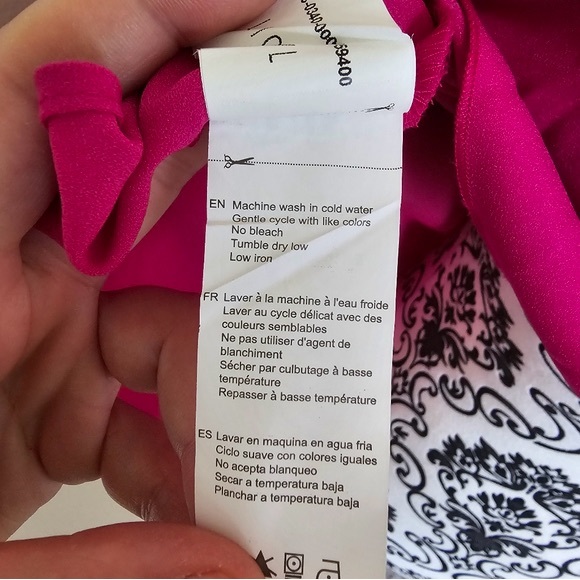 EN Machine wash in cold water
Gentle cycle with like colors
No bleach
Tumble dry low
Low iron
FR Laver à la machine à l'eau froide
Laver au cycle délicat avec des
couleurs semblables
Ne pas utiliser d'agent de
blanchiment
Sécher par culbutage à basse
température
Repasser à basse température
ES Lavar en maquina en agua fria
Ciclo suave con colores iguales
No acepta blanqueo
Secar a temperatura baja
Planchar a temperatura baja